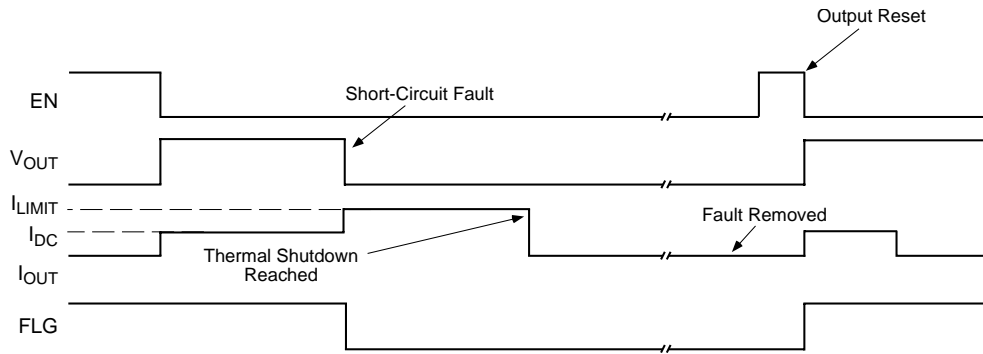 Output Reset
EN
Short-Circuit Fault
VOUT
ILIMIT
IDC
Fault Removed
Thermal Shutdown
Reached
IOUT
FLG